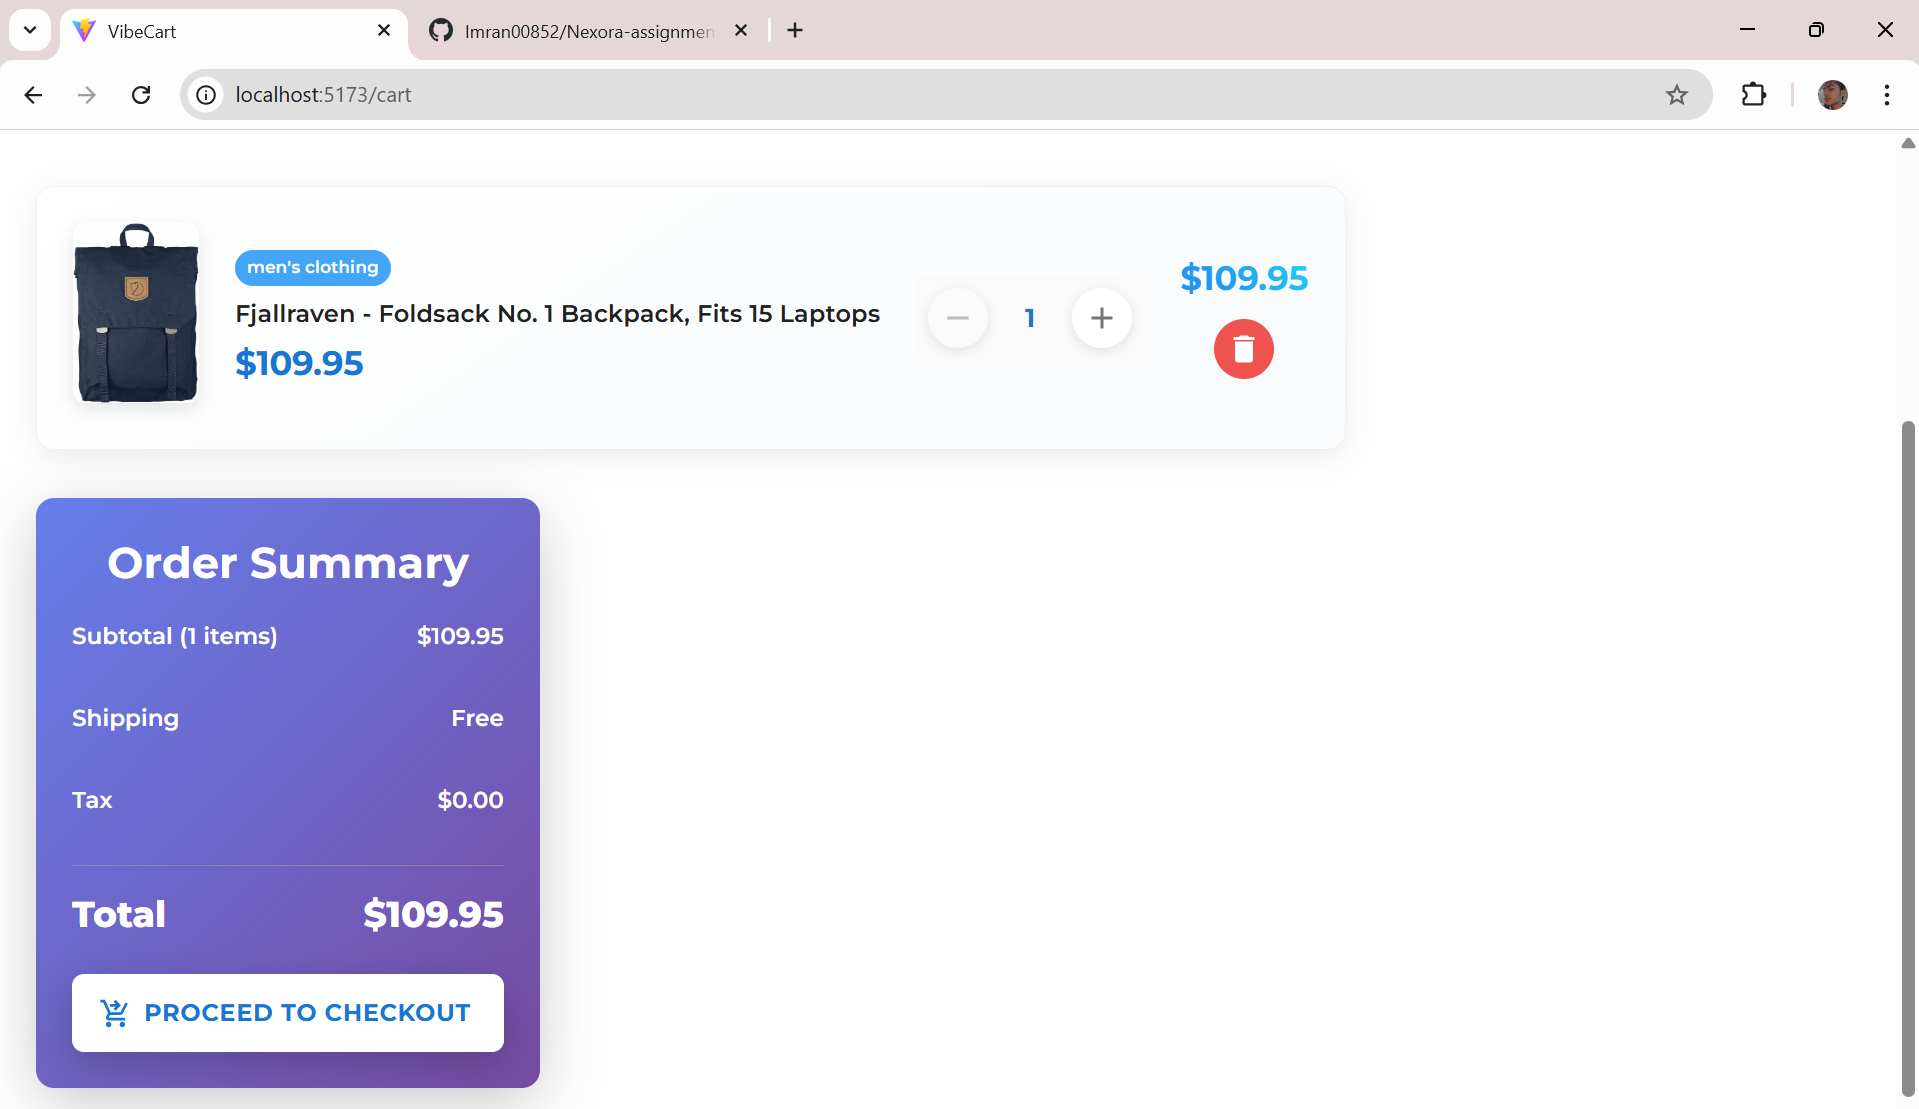 VibeCart
Imran00852/Nexora-assignmen
localhost:5173/cart
men's clothing
Fjallraven - Foldsack No. 1 Backpack, Fits 15 Laptops
$109.95
1
$109.95
Order Summary
Subtotal (1 items) $109.95
Shipping Free
Tax $0.00
Total $109.95
PROCEED TO CHECKOUT